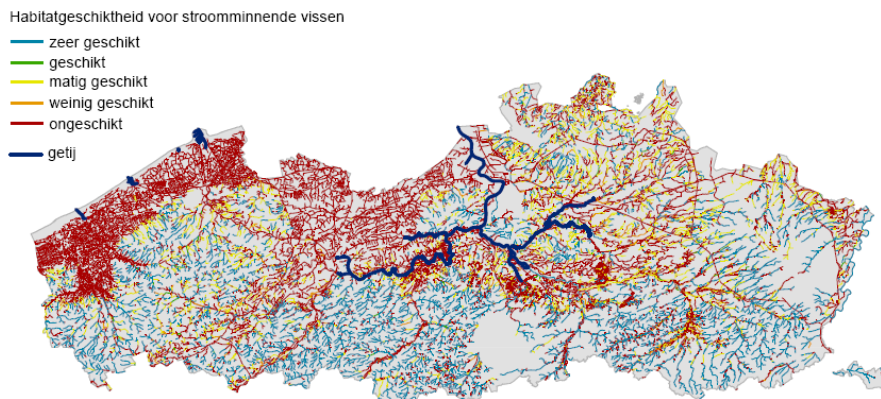 Habitatgeschiktheid voor stroomminnende vissen
zeer geschikt
geschikt
matig geschikt
weinig geschikt
ongeschikt
getij